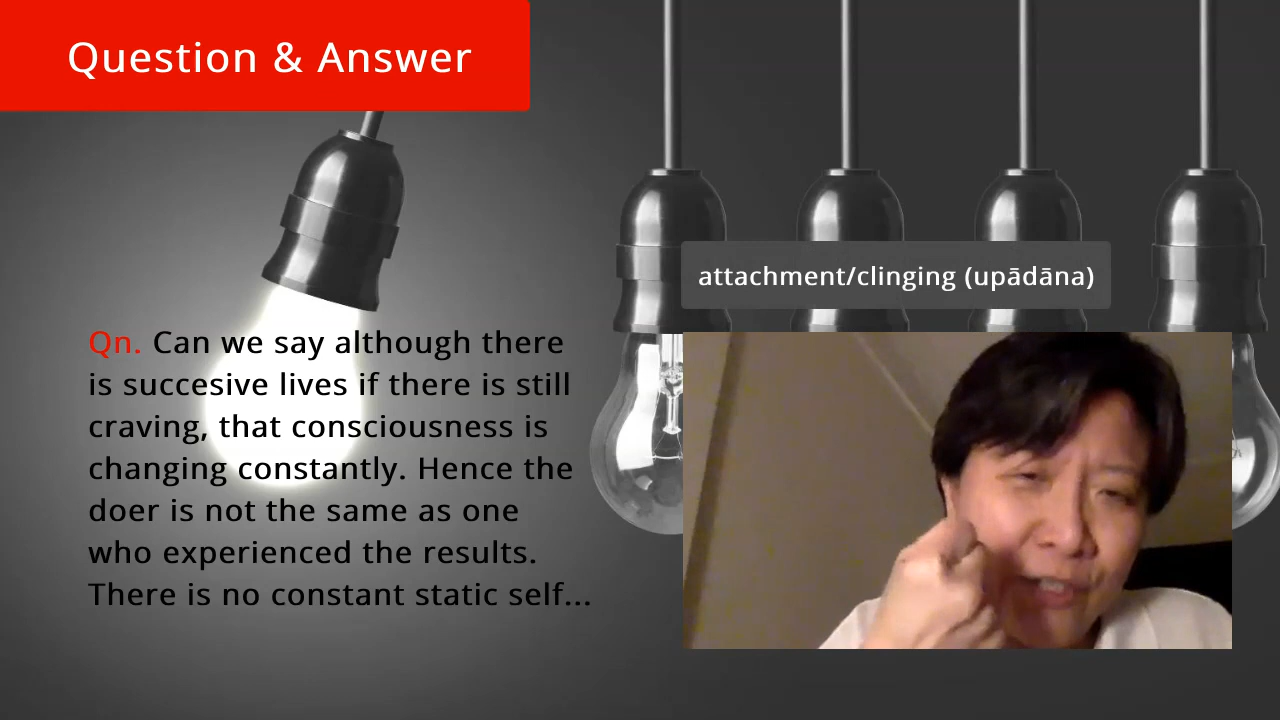 Question & Answer
Qn. Can we say although there
is succesive lives if there is still
craving, that consciousness is
changing constantly. Hence the
doer is not the same as one
who experienced the results.
There is no constant static self...
attachment/clinging (upādāna)